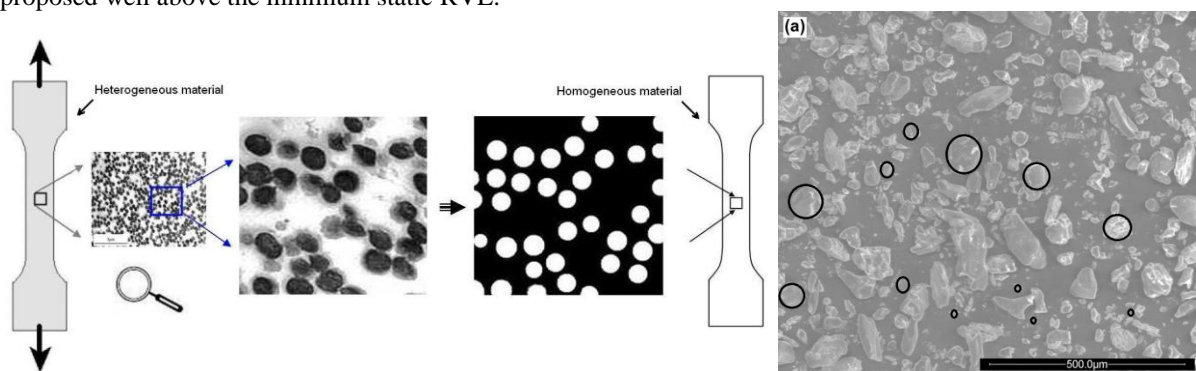 proposed well above the minimum static RVE.
Heterogeneous material
Homogeneous material
(a)
500.0µm